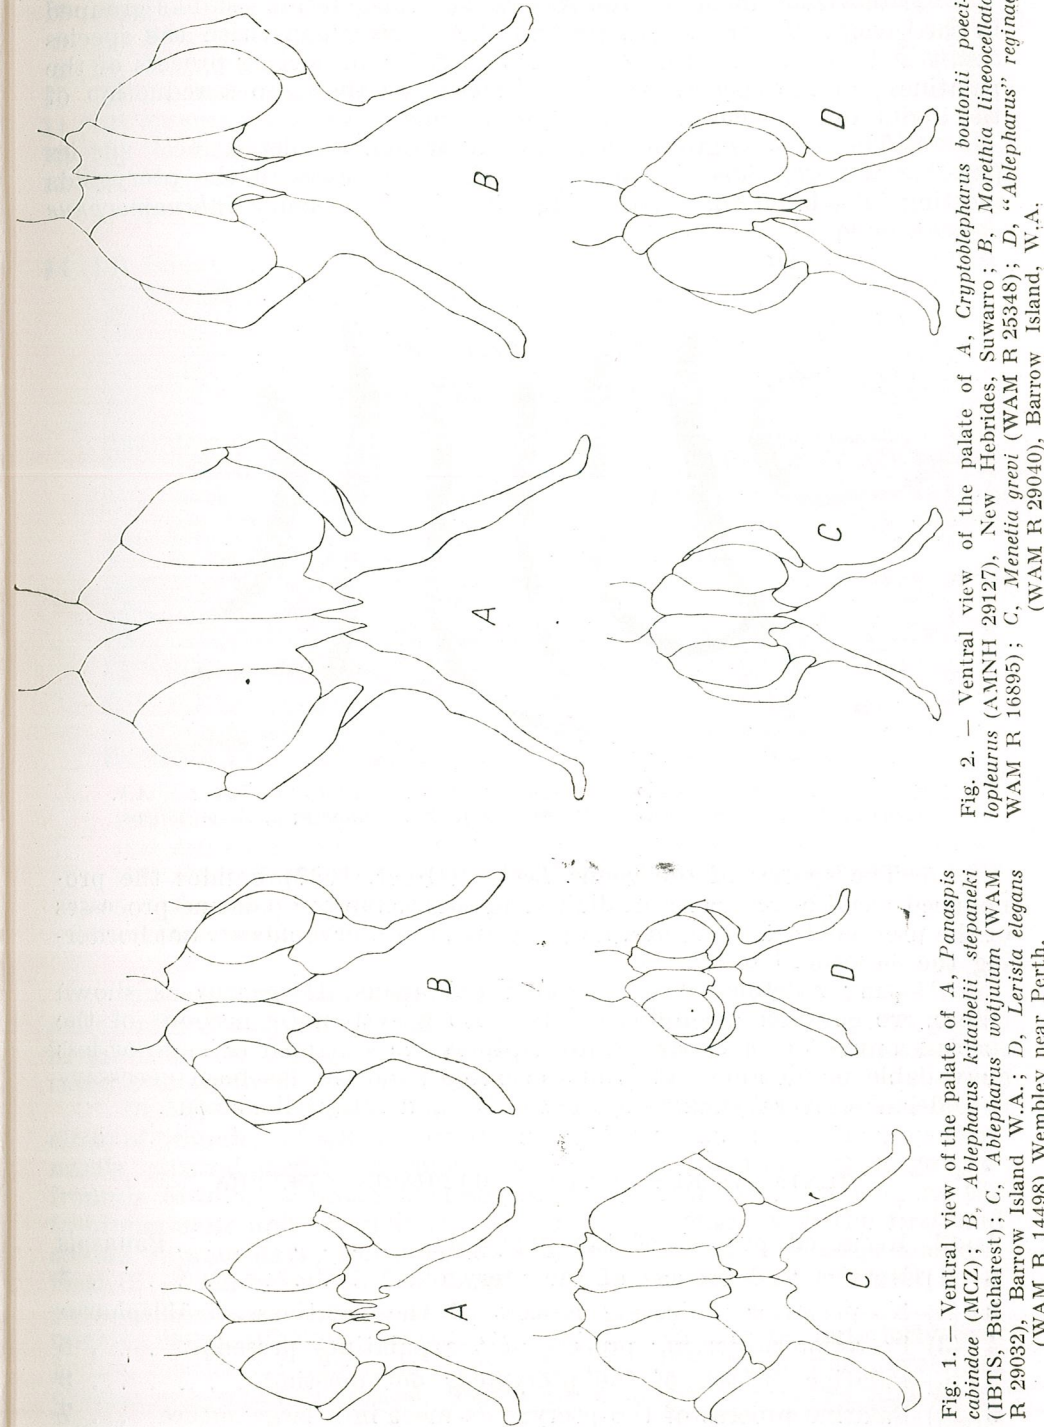 A
B
C
D
Fig. 1. — Ventral view of the palate of A, Panaspis
cabindae (MCZ); B, Ablepharus kitaibelii stepaneki
(IBTS, Bucharest); C, Ablepharus wotjulum (WAM
R 29032), Barrow Island W.A.; D, Lerista elegans
(WAM R 14498) Wembley near Perth.
A
B
C
D
Fig. 2. — Ventral view of the palate of A, Cryptoblepharus boutonii poeci-
lopleurus (AMNH 29127), New Hebrides, Suwarro; B, Morethia lineoocellata
WAM R 16895); C, Menetia grevi (WAM R 25348); D, "Ablepharus" reginae
(WAM R 29040), Barrow Island, W.A.